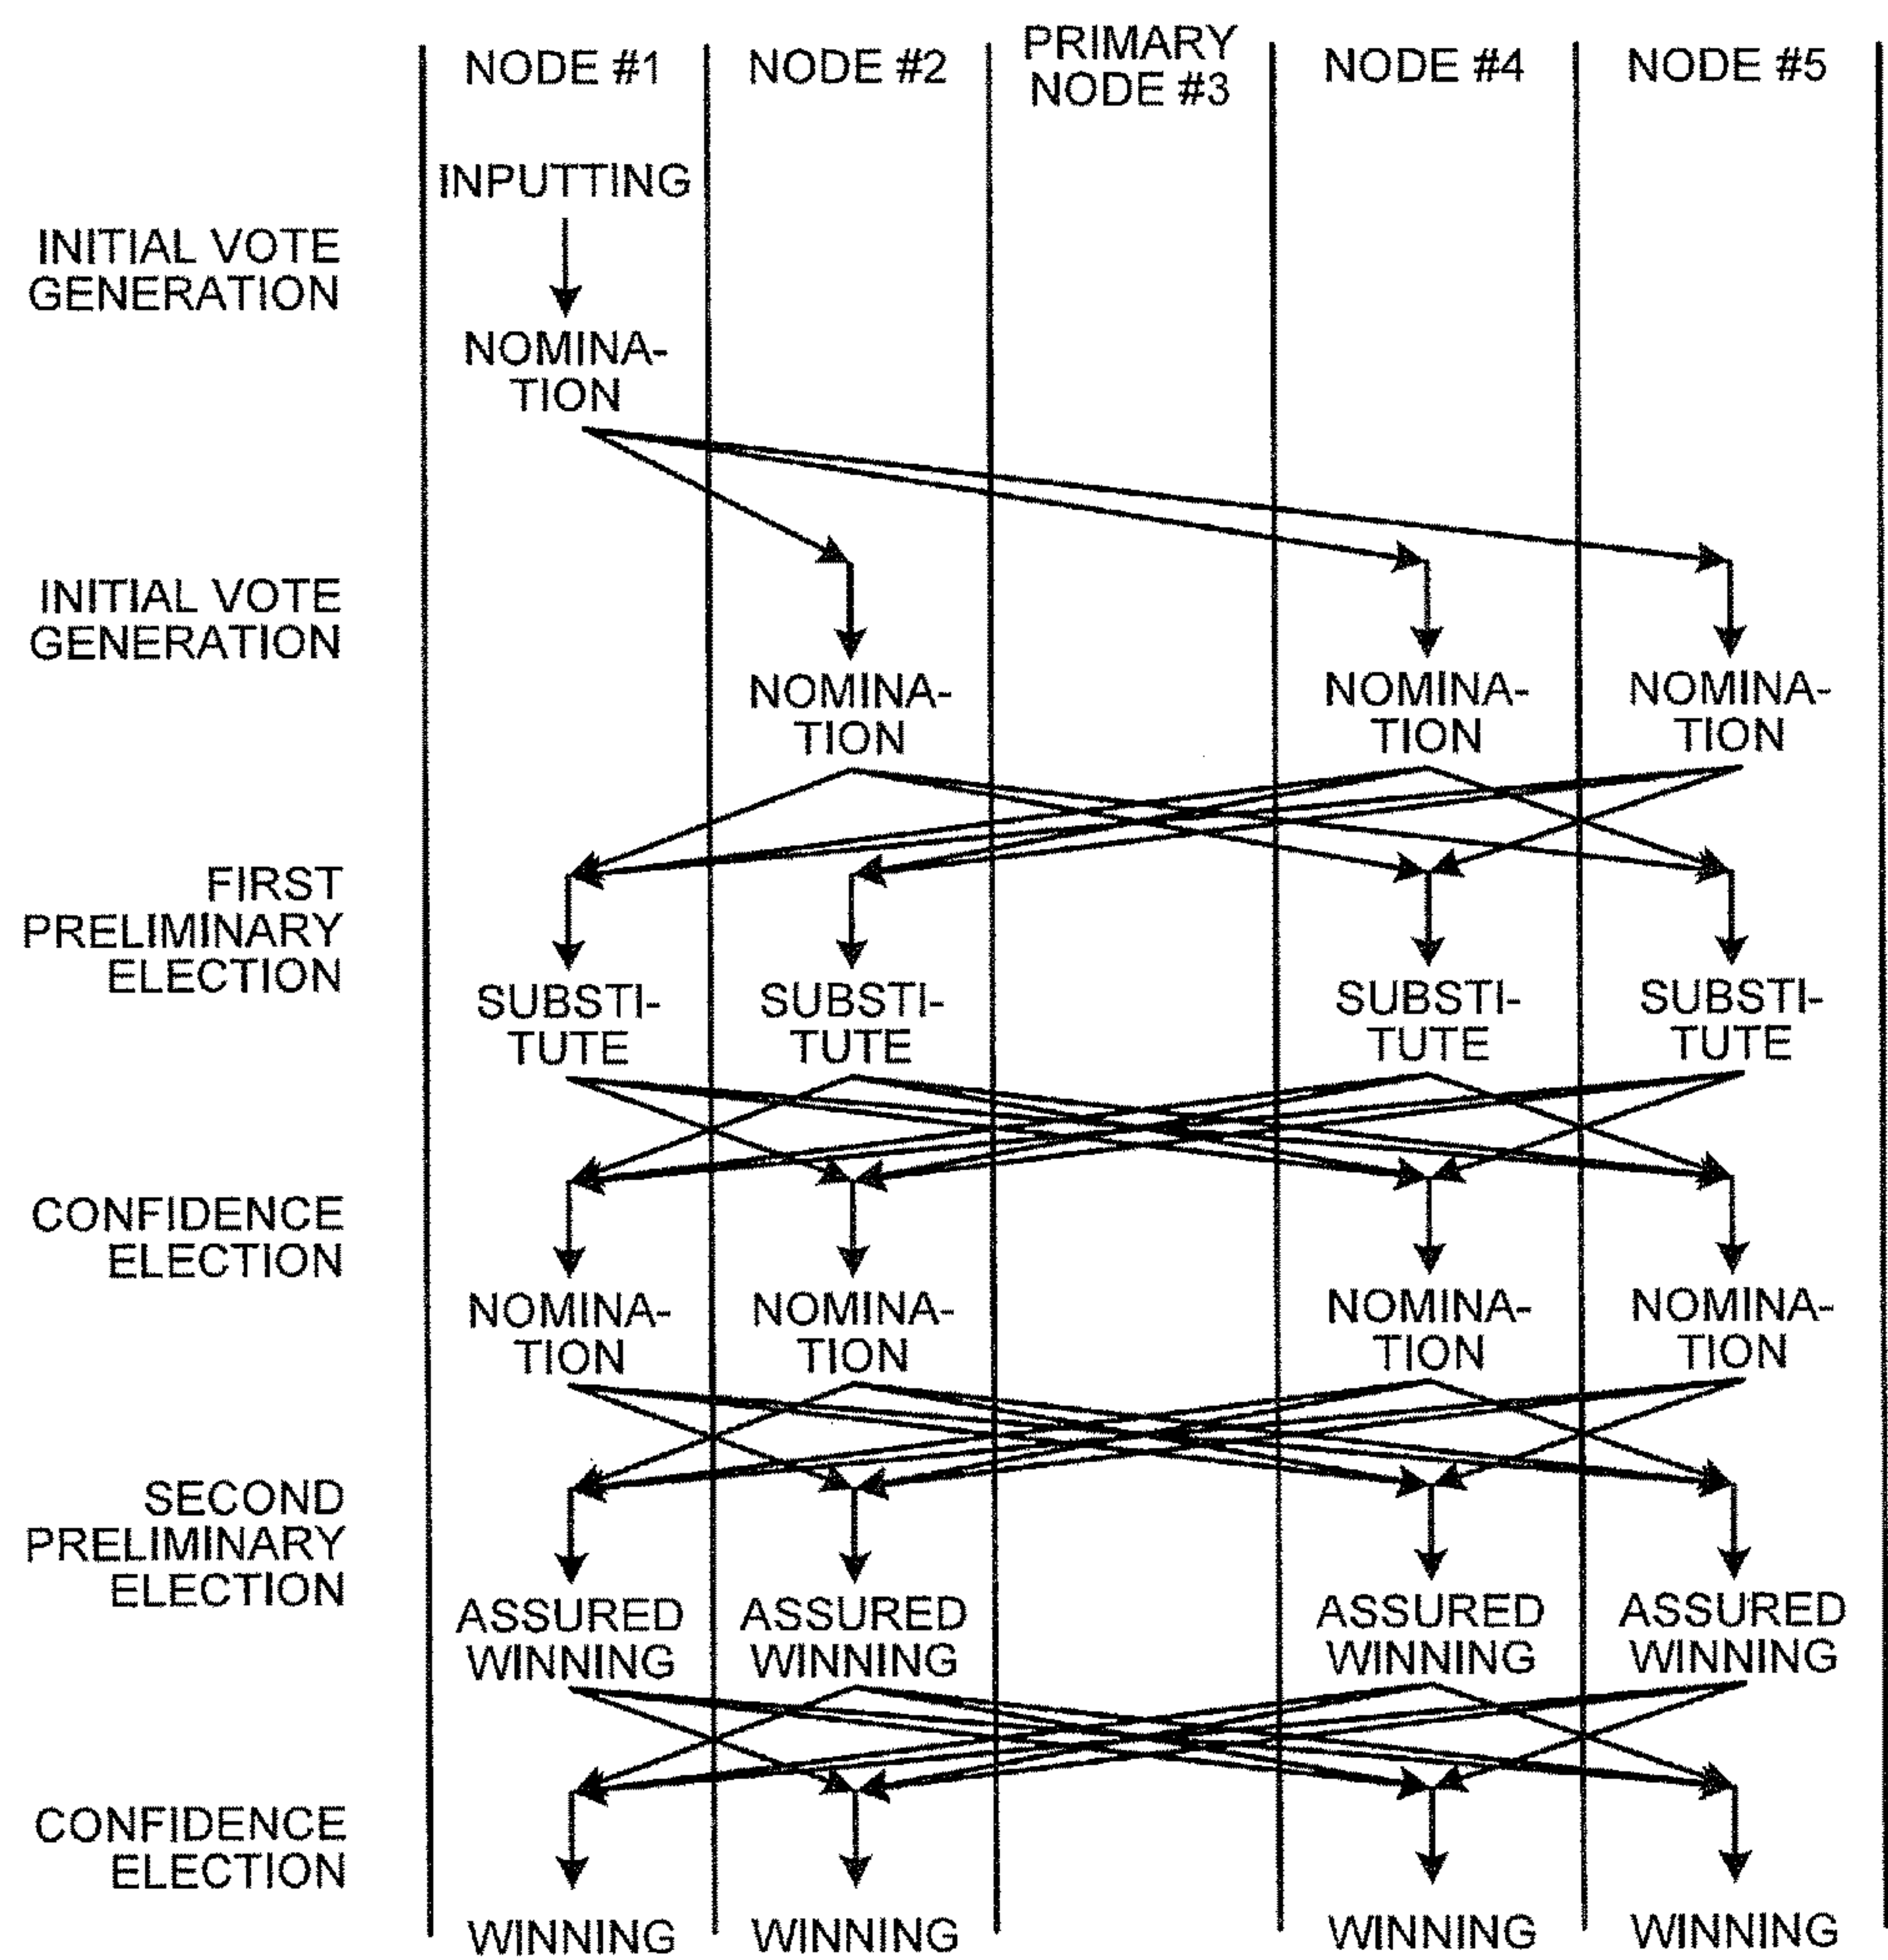 NODE #1
NODE #2
PRIMARY
NODE #3
NODE #4
NODE #5
INPUTTING
INITIAL VOTE
GENERATION
NOMINA-
TION
INITIAL VOTE
GENERATION
NOMINA-
TION
NOMINA-
TION
NOMINA-
TION
FIRST
PRELIMINARY
ELECTION
SUBSTI-
TUTE
SUBSTI-
TUTE
SUBSTI-
TUTE
SUBSTI-
TUTE
CONFIDENCE
ELECTION
NOMINA-
TION
NOMINA-
TION
NOMINA-
TION
NOMINA-
TION
SECOND
PRELIMINARY
ELECTION
ASSURED
WINNING
ASSURED
WINNING
ASSURED
WINNING
ASSURED
WINNING
CONFIDENCE
ELECTION
WINNING
WINNING
WINNING
WINNING